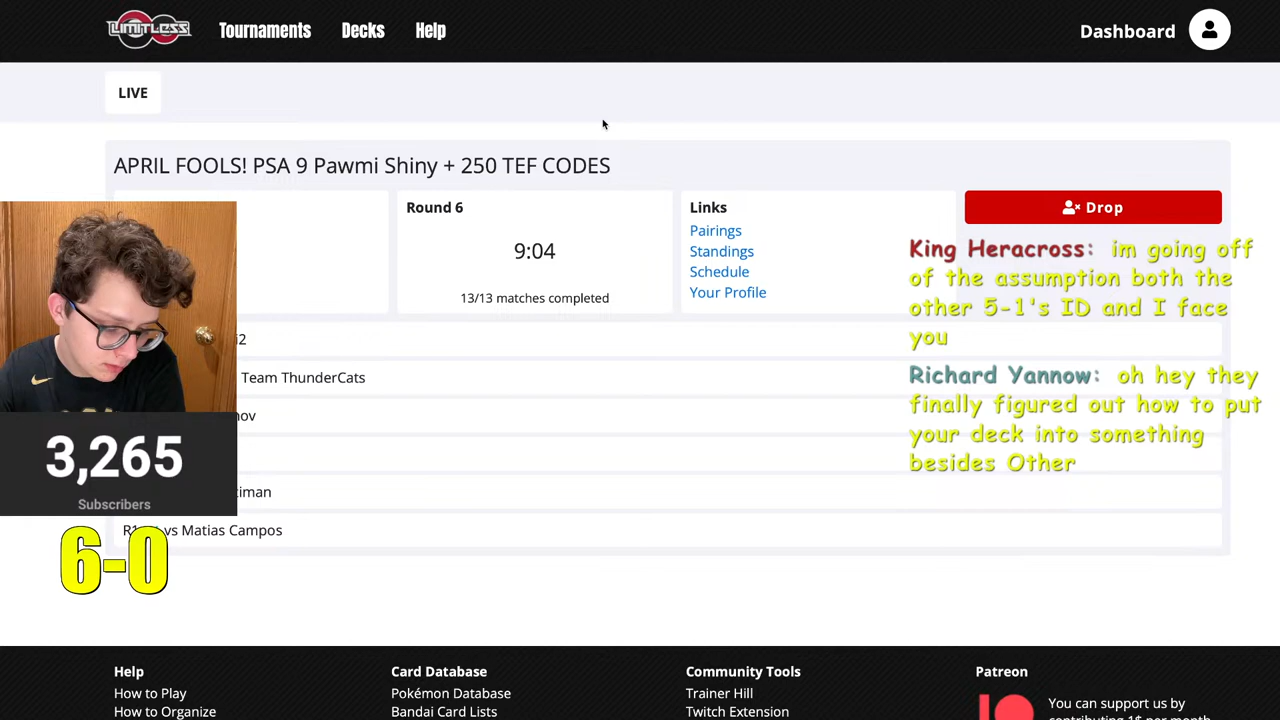 LIMITLESS
Tournaments
Decks
Help
Dashboard
LIVE
APRIL FOOLS! PSA 9 Pawmi Shiny + 250 TEF CODES
Round 6
9:04
13/13 matches completed
Links
Pairings
Standings
Schedule
Your Profile
Drop
King Heracross: im going off
of the assumption both the
other 5-1's ID and I face
you
Richard Yannow: oh hey they
finally figured out how to put
your deck into something
besides Other
Team ThunderCats
vs Matias Campos
3,265
Subscribers
6-0
Help
How to Play
How to Organize
Card Database
Pokémon Database
Bandai Card Lists
Community Tools
Trainer Hill
Twitch Extension
Patreon
You can support us by